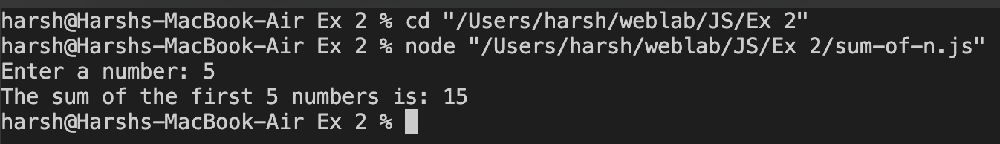 harsh@Harshs-MacBook-Air Ex 2 % cd "/Users/harsh/weblab/JS/Ex 2"
harsh@Harshs-MacBook-Air Ex 2 % node "/Users/harsh/weblab/JS/Ex 2/sum-of-n.js"
Enter a number: 5
The sum of the first 5 numbers is: 15
harsh@Harshs-MacBook-Air Ex 2 %